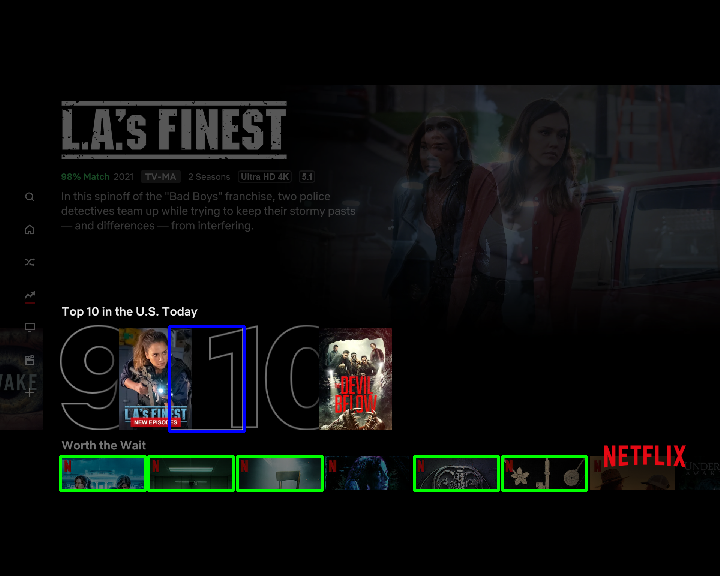 L.A.'s FINEST
98% Match 2021 TV-MA 2 Seasons Ultra HD 4K 5.1
In this spinoff of the "Bad Boys" franchise, two police
detectives team up while trying to keep their stormy pasts
— and differences — from interfering.
Top 10 in the U.S. Today
WAKE
9
L.A.'s FINEST
NEW EPISODES
10
THE DEVIL
BELOW
Worth the Wait
NETFLIX